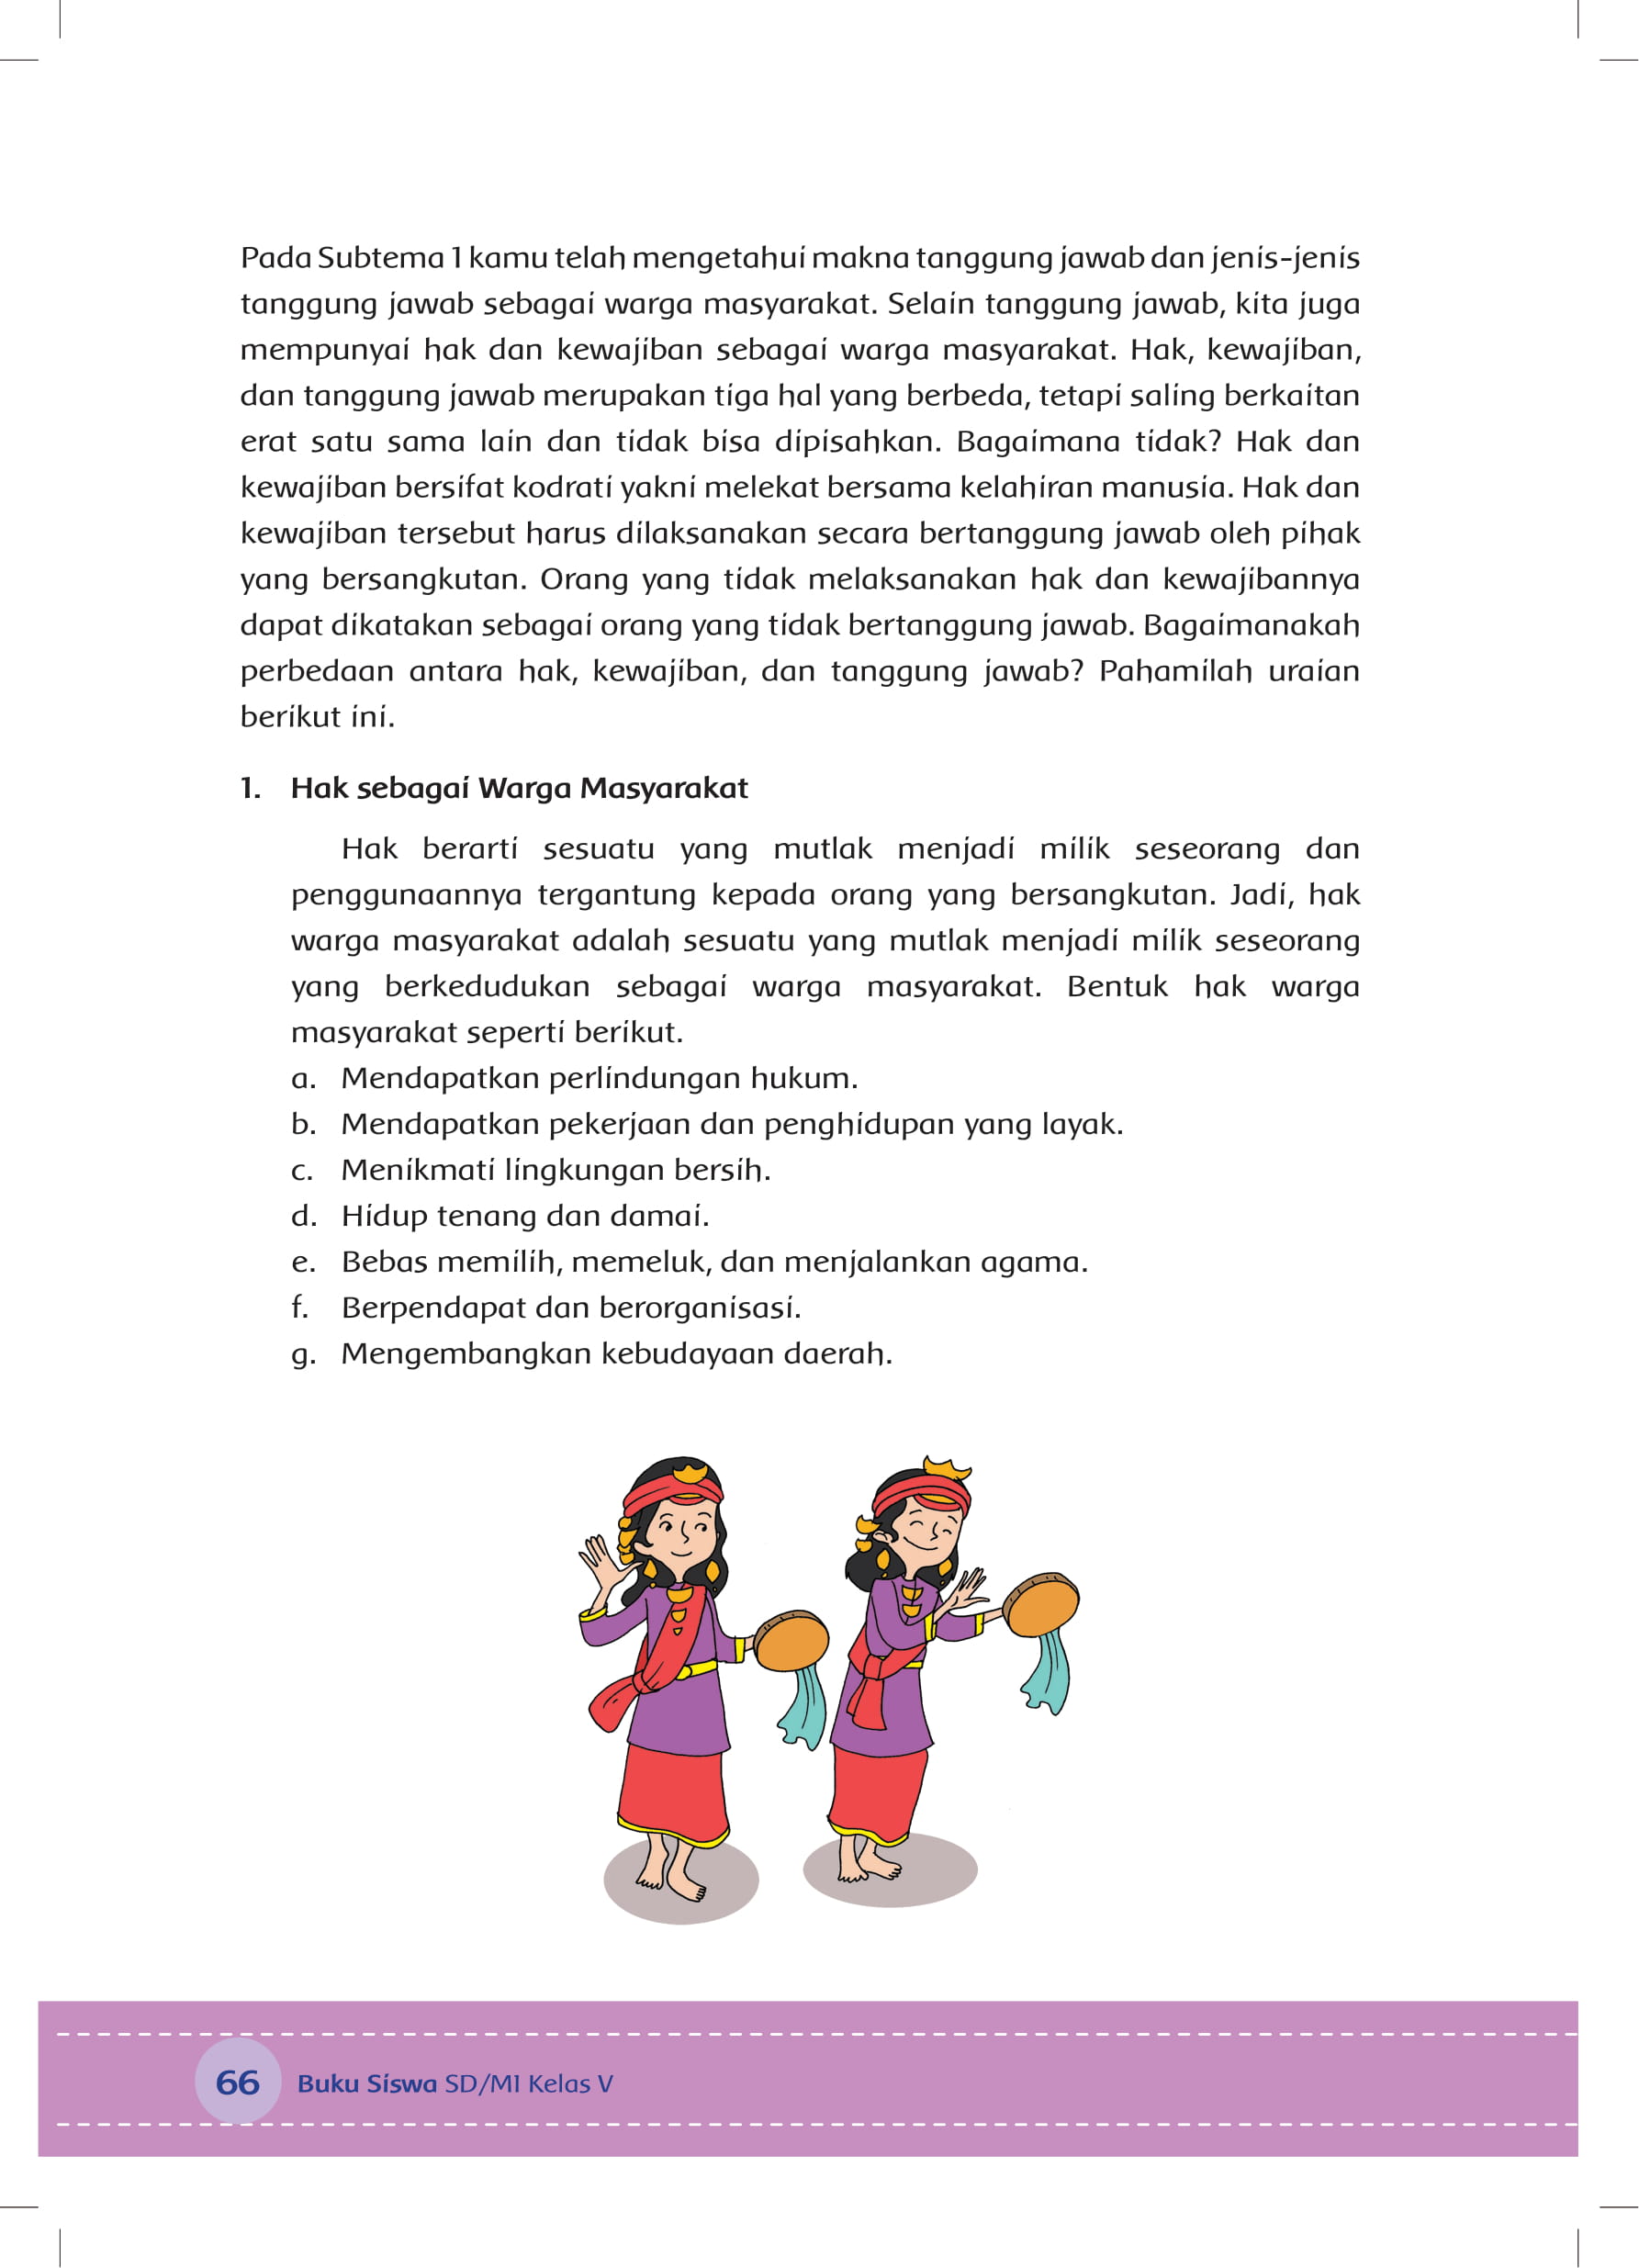 Pada Subtema 1 kamu telah mengetahui makna tanggung jawab dan jenis-jenis
tanggung jawab sebagai warga masyarakat. Selain tanggung jawab, kita juga
mempunyai hak dan kewajiban sebagai warga masyarakat. Hak, kewajiban,
dan tanggung jawab merupakan tiga hal yang berbeda, tetapi saling berkaitan
erat satu sama lain dan tidak bisa dipisahkan. Bagaimana tidak? Hak dan
kewajiban bersifat kodrati yakni melekat bersama kelahiran manusia. Hak dan
kewajiban tersebut harus dilaksanakan secara bertanggung jawab oleh pihak
yang bersangkutan. Orang yang tidak melaksanakan hak dan kewajibannya
dapat dikatakan sebagai orang yang tidak bertanggung jawab. Bagaimanakah
perbedaan antara hak, kewajiban, dan tanggung jawab? Pahamilah uraian
berikut ini.
1. Hak sebagai Warga Masyarakat
Hak berarti sesuatu yang mutlak menjadi milik seseorang dan
penggunaannya tergantung kepada orang yang bersangkutan. Jadi, hak
warga masyarakat adalah sesuatu yang mutlak menjadi milik seseorang
yang berkedudukan sebagai warga masyarakat. Bentuk hak warga
masyarakat seperti berikut.
a. Mendapatkan perlindungan hukum.
b. Mendapatkan pekerjaan dan penghidupan yang layak.
c. Menikmati lingkungan bersih.
d. Hidup tenang dan damai.
e. Bebas memilih, memeluk, dan menjalankan agama.
f. Berpendapat dan berorganisasi.
g. Mengembangkan kebudayaan daerah.
66 Buku Siswa SD/MI Kelas V